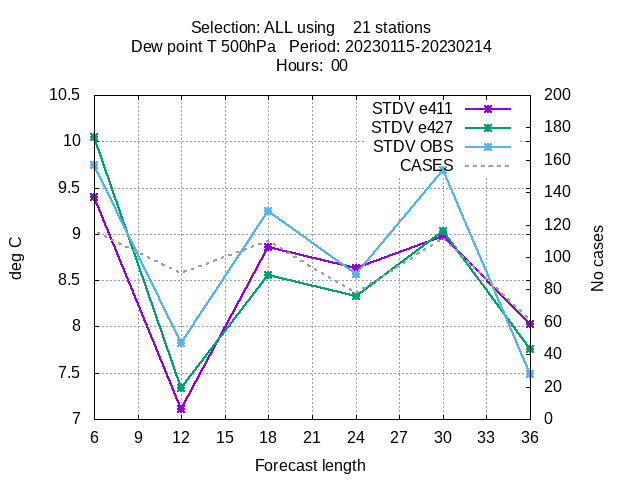 Selection: ALL using    21 stations
Dew point T 500hPa   Period: 20230115-20230214
Hours:  00
STDV e411
STDV e427
STDV OBS
CASES
10.5
10
9.5
9
8.5
8
7.5
7
200
180
160
140
120
100
80
60
40
20
0
deg C
No cases
6 9 12 15 18 21 24 27 30 33 36
Forecast length